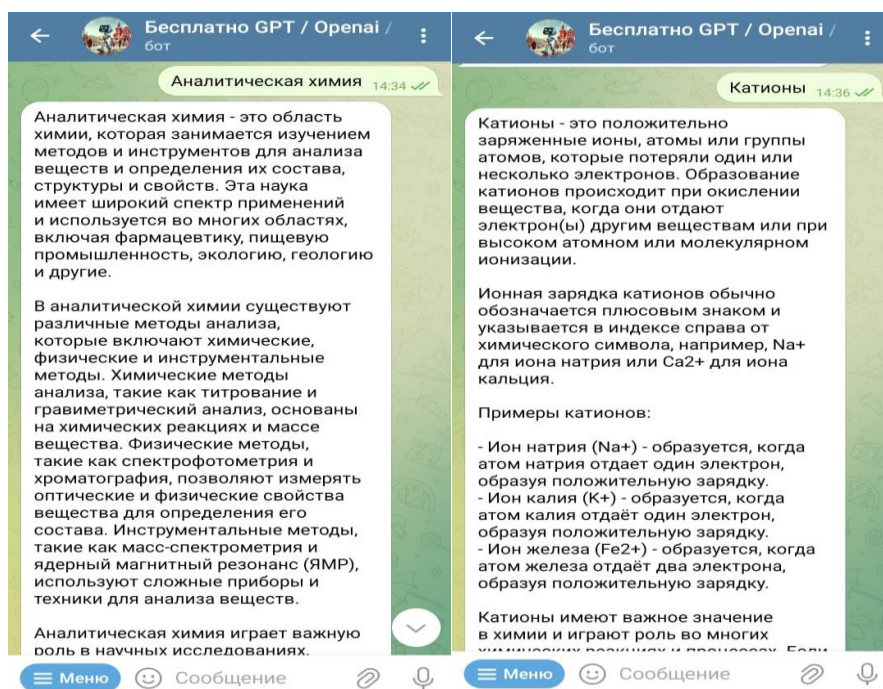 Бесплатно GPT / Openai /
бот
Аналитическая химия 14:34
Аналитическая химия - это область
химии, которая занимается изучением
методов и инструментов для анализа
веществ и определения их состава,
структуры и свойств. Эта наука
имеет широкий спектр применений
и используется во многих областях,
включая фармацевтику, пищевую
промышленность, экологию, геологию
и другие.
В аналитической химии существуют
различные методы анализа,
которые включают химические,
физические и инструментальные
методы. Химические методы
анализа, такие как титрование и
гравиметрический анализ, основаны
на химических реакциях и массе
вещества. Физические методы,
такие как спектрофотометрия и
хроматография, позволяют измерять
оптические и физические свойства
вещества для определения его
состава. Инструментальные методы,
такие как масс-спектрометрия и
ядерный магнитный резонанс (ЯМР),
используют сложные приборы и
техники для анализа веществ.
Аналитическая химия играет важную
роль в научных исследованиях,
Меню
Сообщение
Бесплатно GPT / Openai /
бот
Катионы 14:36
Катионы - это положительно
заряженные ионы, атомы или группы
атомов, которые потеряли один или
несколько электронов. Образование
катионов происходит при окислении
вещества, когда они отдают
электрон(ы) другим веществам или при
высоком атомном или молекулярном
ионизации.
Ионная зарядка катионов обычно
обозначается плюсовым знаком и
указывается в индексе справа от
химического символа, например, Na+
для иона натрия или Ca2+ для иона
кальция.
Примеры катионов:
- Ион натрия (Na+) - образуется, когда
атом натрия отдает один электрон,
образуя положительную зарядку.
- Ион калия (K+) - образуется, когда
атом калия отдаёт один электрон,
образуя положительную зарядку.
- Ион железа (Fe2+) - образуется, когда
атом железа отдаёт два электрона,
образуя положительную зарядку.
Катионы имеют важное значение
в химии и играют роль во многих
химических реакциях и процессах. Если
Меню
Сообщение